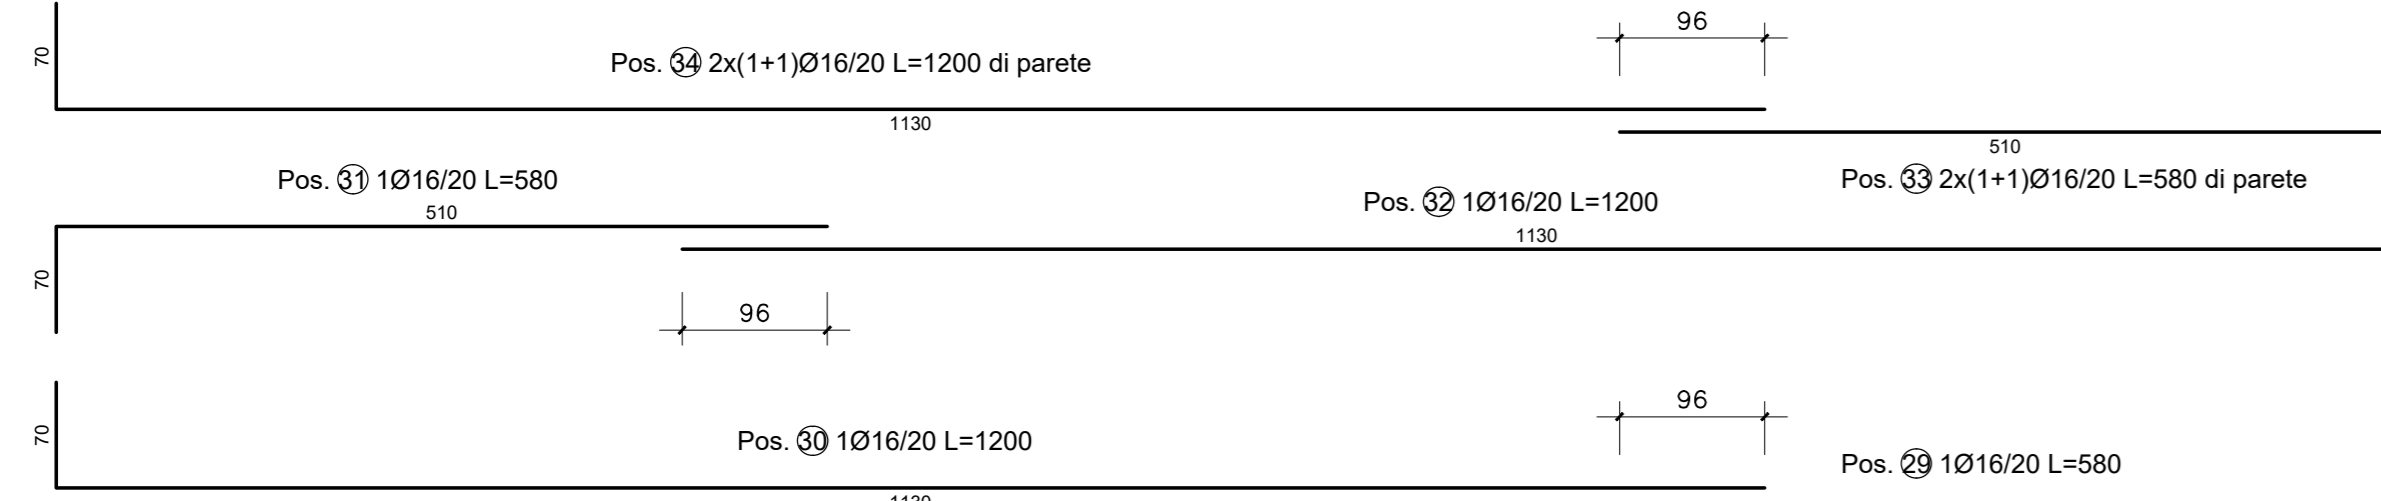 96
70
Pos. 34 2x(1+1)Ø16/20 L=1200 di parete
1130
510
Pos. 31 1Ø16/20 L=580
Pos. 33 2x(1+1)Ø16/20 L=580 di parete
510
Pos. 32 1Ø16/20 L=1200
1130
70
96
96
70
Pos. 30 1Ø16/20 L=1200
Pos. 29 1Ø16/20 L=580
1130